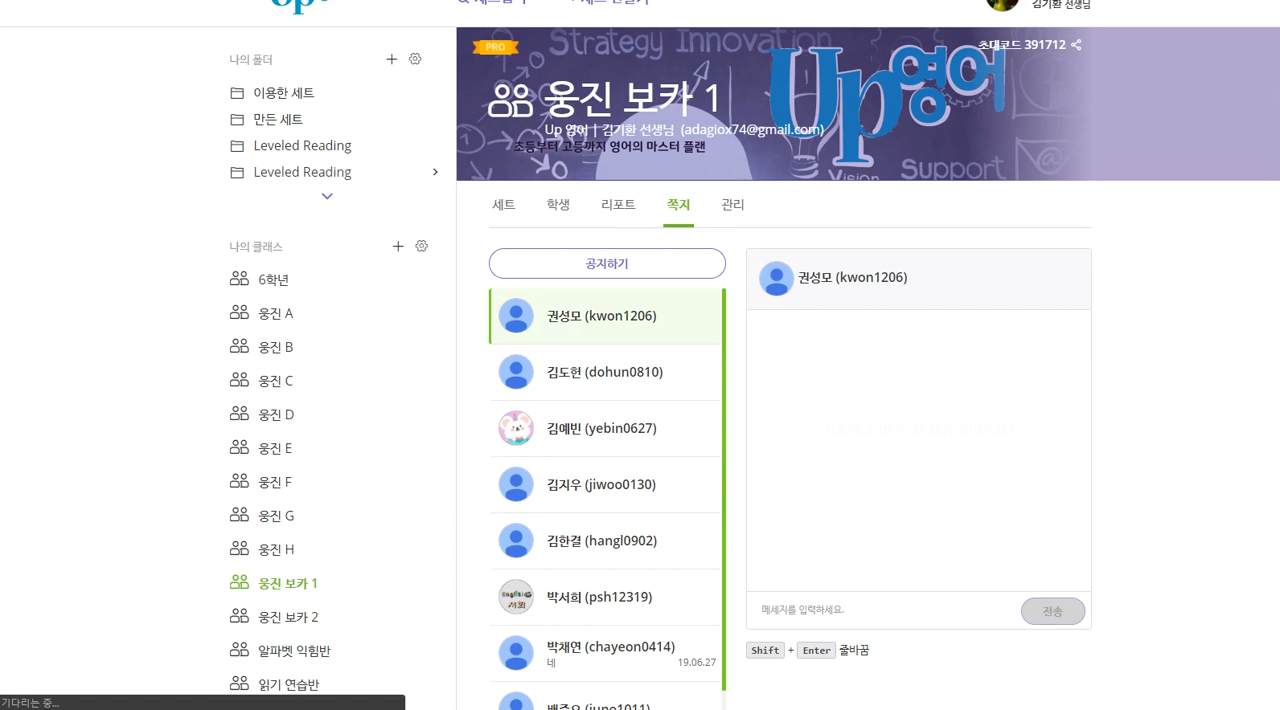 김기환 선생님
나의 폴더
이용한 세트
만든 세트
Leveled Reading
Leveled Reading
나의 클래스
6학년
웅진 A
웅진 B
웅진 C
웅진 D
웅진 E
웅진 F
웅진 G
웅진 H
웅진 보카 1
웅진 보카 2
알파벳 익힘반
읽기 연습반
기다리는 중...
PRO
Strategy Innovation
초대코드 391712
웅진 보카 1
Up영어
Up 영어 | 김기환 선생님 (adagiox74@gmail.com)
초등부터 고등까지 영어의 마스터 플랜
Vision
Support
세트 학생 리포트 쪽지 관리
공지하기
권성모 (kwon1206)
김도현 (dohun0810)
김예빈 (yebin0627)
김지우 (jiwoo0130)
김한결 (hangl0902)
박서희 (psh12319)
박채연 (chayeon0414)
네 19.06.27
권성모 (kwon1206)
메세지를 입력하세요.
전송
Shift + Enter 줄바꿈